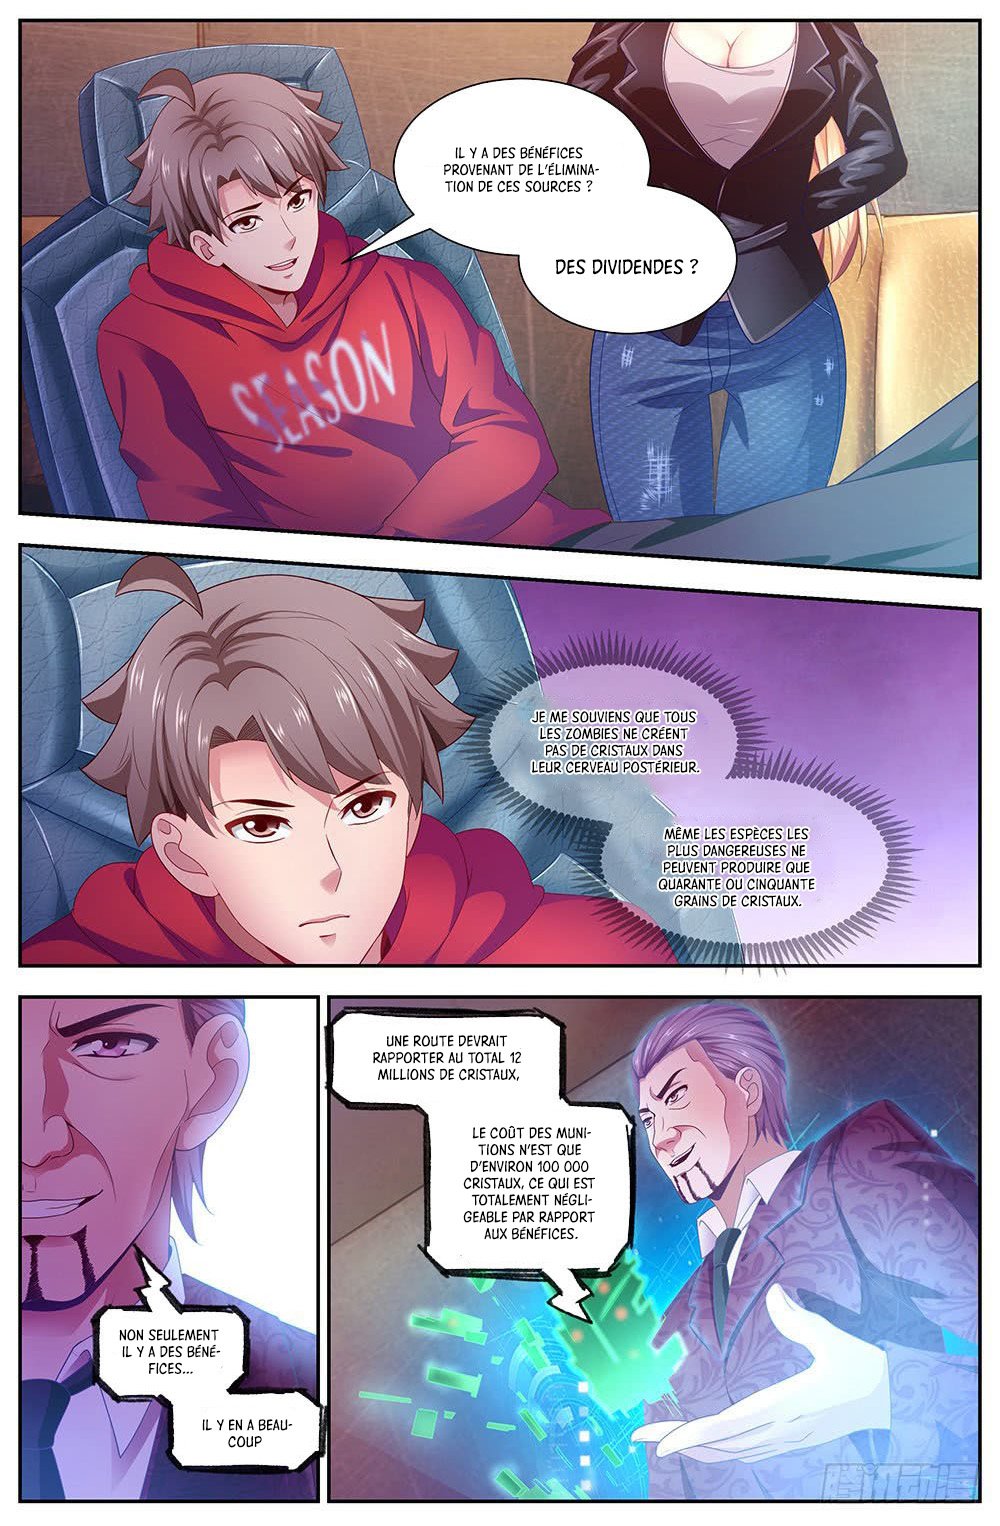 IL Y A DES BÉNÉFICES
PROVENANT DE L'ÉLIMINA-
TION DE CES SOURCES ?
DES DIVIDENDES ?
SEASON
JE ME SOUVIENS QUE TOUS
LES ZOMBIES NE CRÉENT
PAS DE CRISTAUX DANS
LEUR CERVEAU POSTÉRIEUR.
MÊME LES ESPÈCES LES
PLUS DANGEREUSES NE
PEUVENT PRODUIRE QUE
QUARANTE OU CINQUANTE
GRAINS DE CRISTAUX.
NON SEULEMENT
IL Y A DES BÉNÉ-
FICES...
IL Y EN A BEAU-
COUP
UNE ROUTE DEVRAIT
RAPPORTER AU TOTAL 12
MILLIONS DE CRISTAUX,
LE COÛT DES MUNI-
TIONS N'EST QUE
D'ENVIRON 100 000
CRISTAUX, CE QUI EST
TOTALEMENT NÉGLI-
GEABLE PAR RAPPORT
AUX BÉNÉFICES.
腾讯动漫